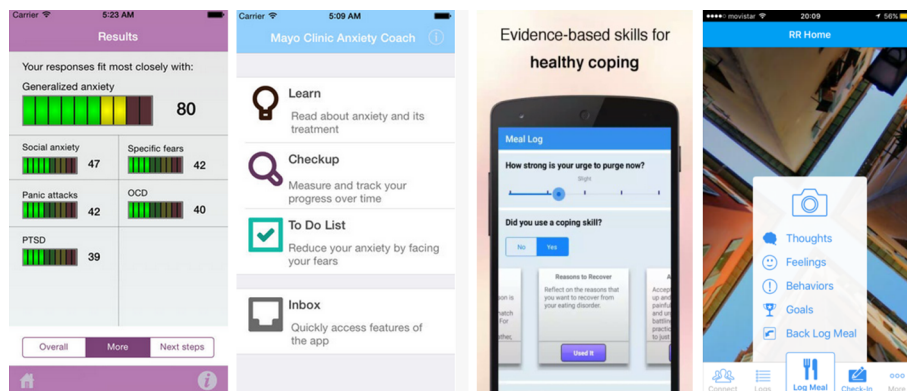 Carrier 5:23 AM
Results
Your responses fit most closely with:
Generalized anxiety
80
Social anxiety
47
Specific fears
42
Panic attacks
42
OCD
40
PTSD
39
Overall More Next steps
Carrier 5:09 AM
Mayo Clinic Anxiety Coach
Learn
Read about anxiety and its
treatment
Checkup
Measure and track your
progress over time
To Do List
Reduce your anxiety by facing
your fears
Inbox
Quickly access features of
the app
Evidence-based skills for
healthy coping
Meal Log
How strong is your urge to purge now?
Slight
Did you use a coping skill?
No Yes
Reasons to Recover
Reflect on the reasons that
you want to recover from
your eating disorder.
Used It
movistar 20:09 56%
RR Home
Thoughts
Feelings
Behaviors
Goals
Back Log Meal
Connect Logs Log Meal Check-In More